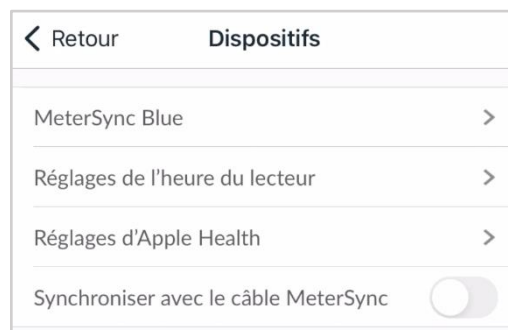 Retour Dispositifs
MeterSync Blue
Réglages de l’heure du lecteur
Réglages d’Apple Health
Synchroniser avec le câble MeterSync